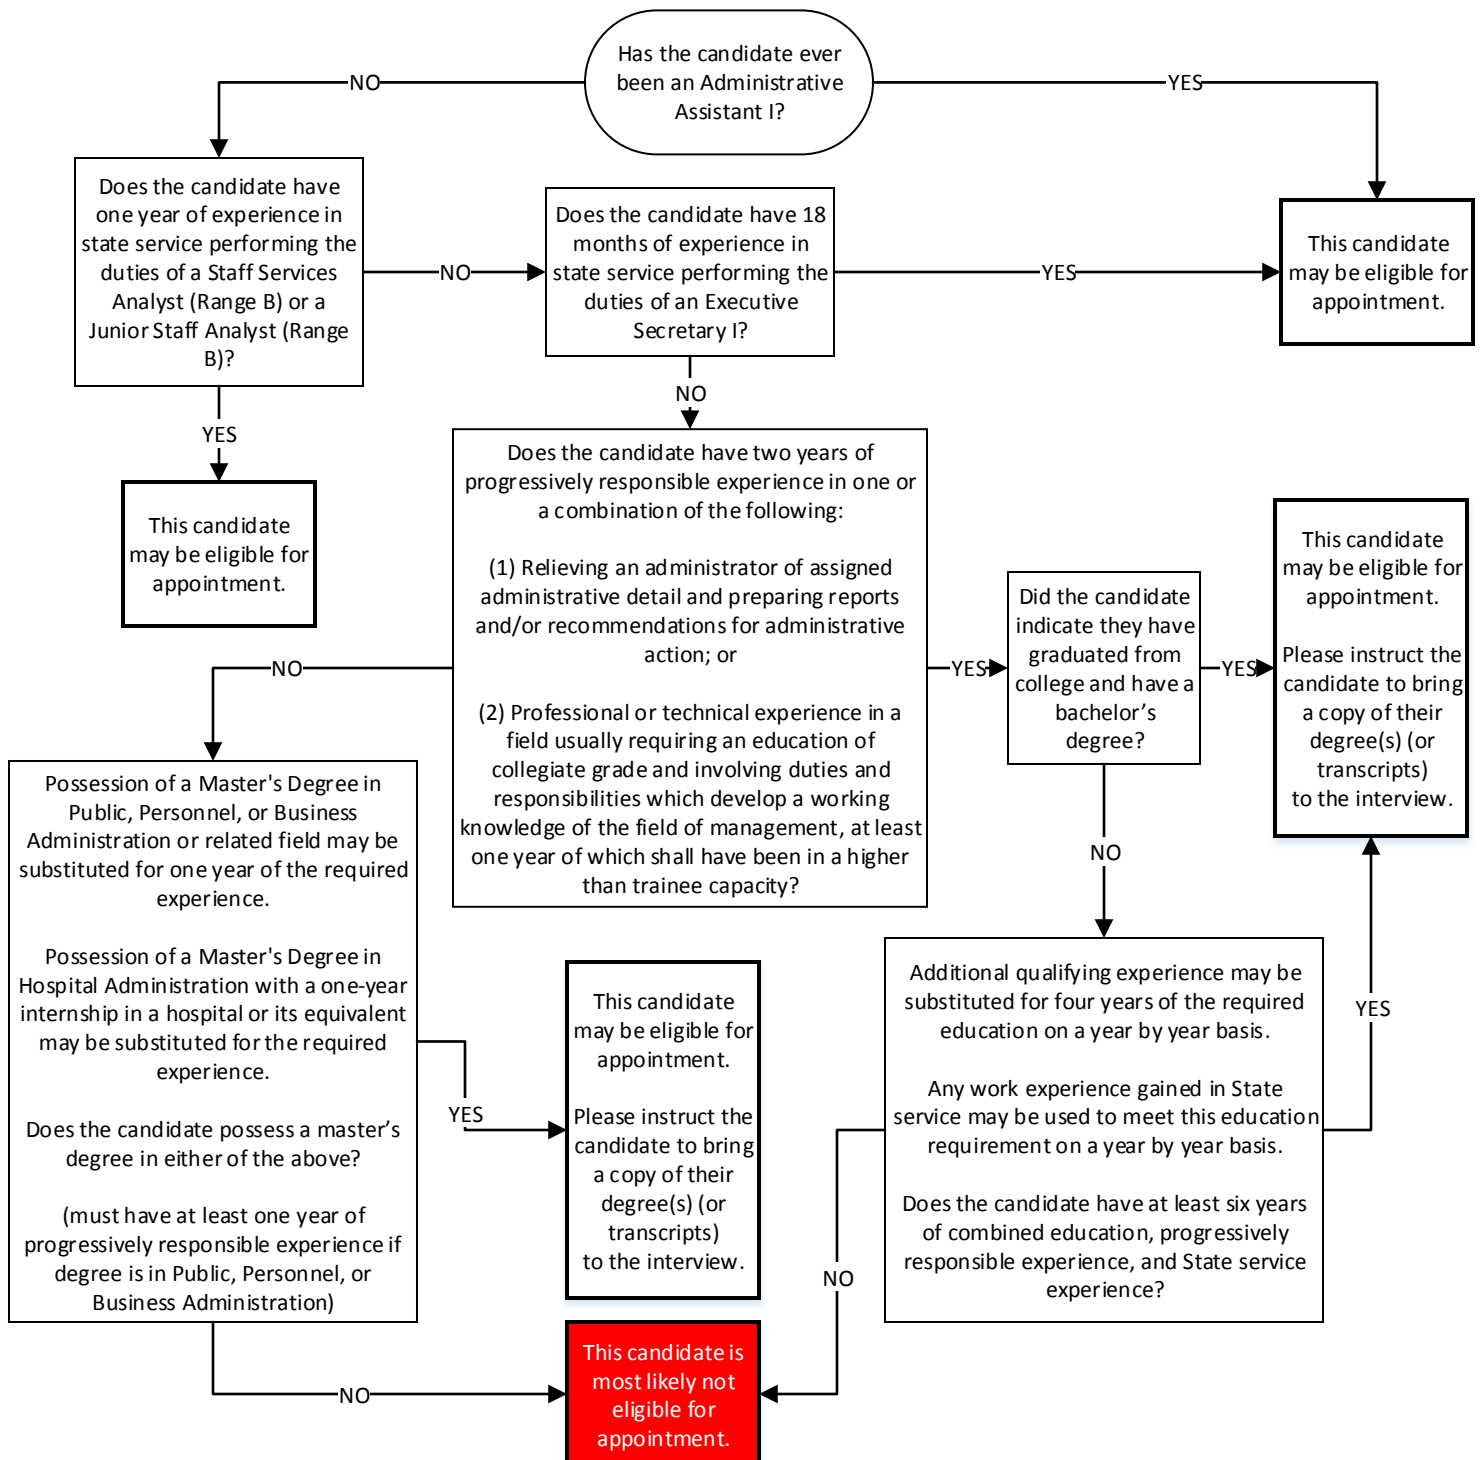 Has the candidate ever
been an Administrative
Assistant I?
NO
YES
Does the candidate have
one year of experience in
state service performing the
duties of a Staff Services
Analyst (Range B) or a
Junior Staff Analyst (Range
B)?
NO
Does the candidate have 18
months of experience in
state service performing the
duties of an Executive
Secretary I?
YES
This candidate
may be eligible for
appointment.
YES
This candidate
may be eligible for
appointment.
NO
Does the candidate have two years of
progressively responsible experience in one or
a combination of the following:
(1) Relieving an administrator of assigned
administrative detail and preparing reports
and/or recommendations for administrative
action; or
(2) Professional or technical experience in a
field usually requiring an education of
collegiate grade and involving duties and
responsibilities which develop a working
knowledge of the field of management, at least
one year of which shall have been in a higher
than trainee capacity?
NO
YES
Did the candidate
indicate they have
graduated from
college and have a
bachelor’s
degree?
YES
This candidate
may be eligible for
appointment.
Please instruct the
candidate to bring
a copy of their
degree(s) (or
transcripts)
to the interview.
NO
Possession of a Master's Degree in
Public, Personnel, or Business
Administration or related field may be
substituted for one year of the required
experience.
Possession of a Master's Degree in
Hospital Administration with a one-year
internship in a hospital or its equivalent
may be substituted for the required
experience.
Does the candidate possess a master’s
degree in either of the above?
(must have at least one year of
progressively responsible experience if
degree is in Public, Personnel, or
Business Administration)
YES
This candidate
may be eligible for
appointment.
Please instruct the
candidate to bring
a copy of their
degree(s) (or
transcripts)
to the interview.
Additional qualifying experience may be
substituted for four years of the required
education on a year by year basis.
Any work experience gained in State
service may be used to meet this education
requirement on a year by year basis.
Does the candidate have at least six years
of combined education, progressively
responsible experience, and State service
experience?
YES
NO
NO
This candidate is
most likely not
eligible for
appointment.